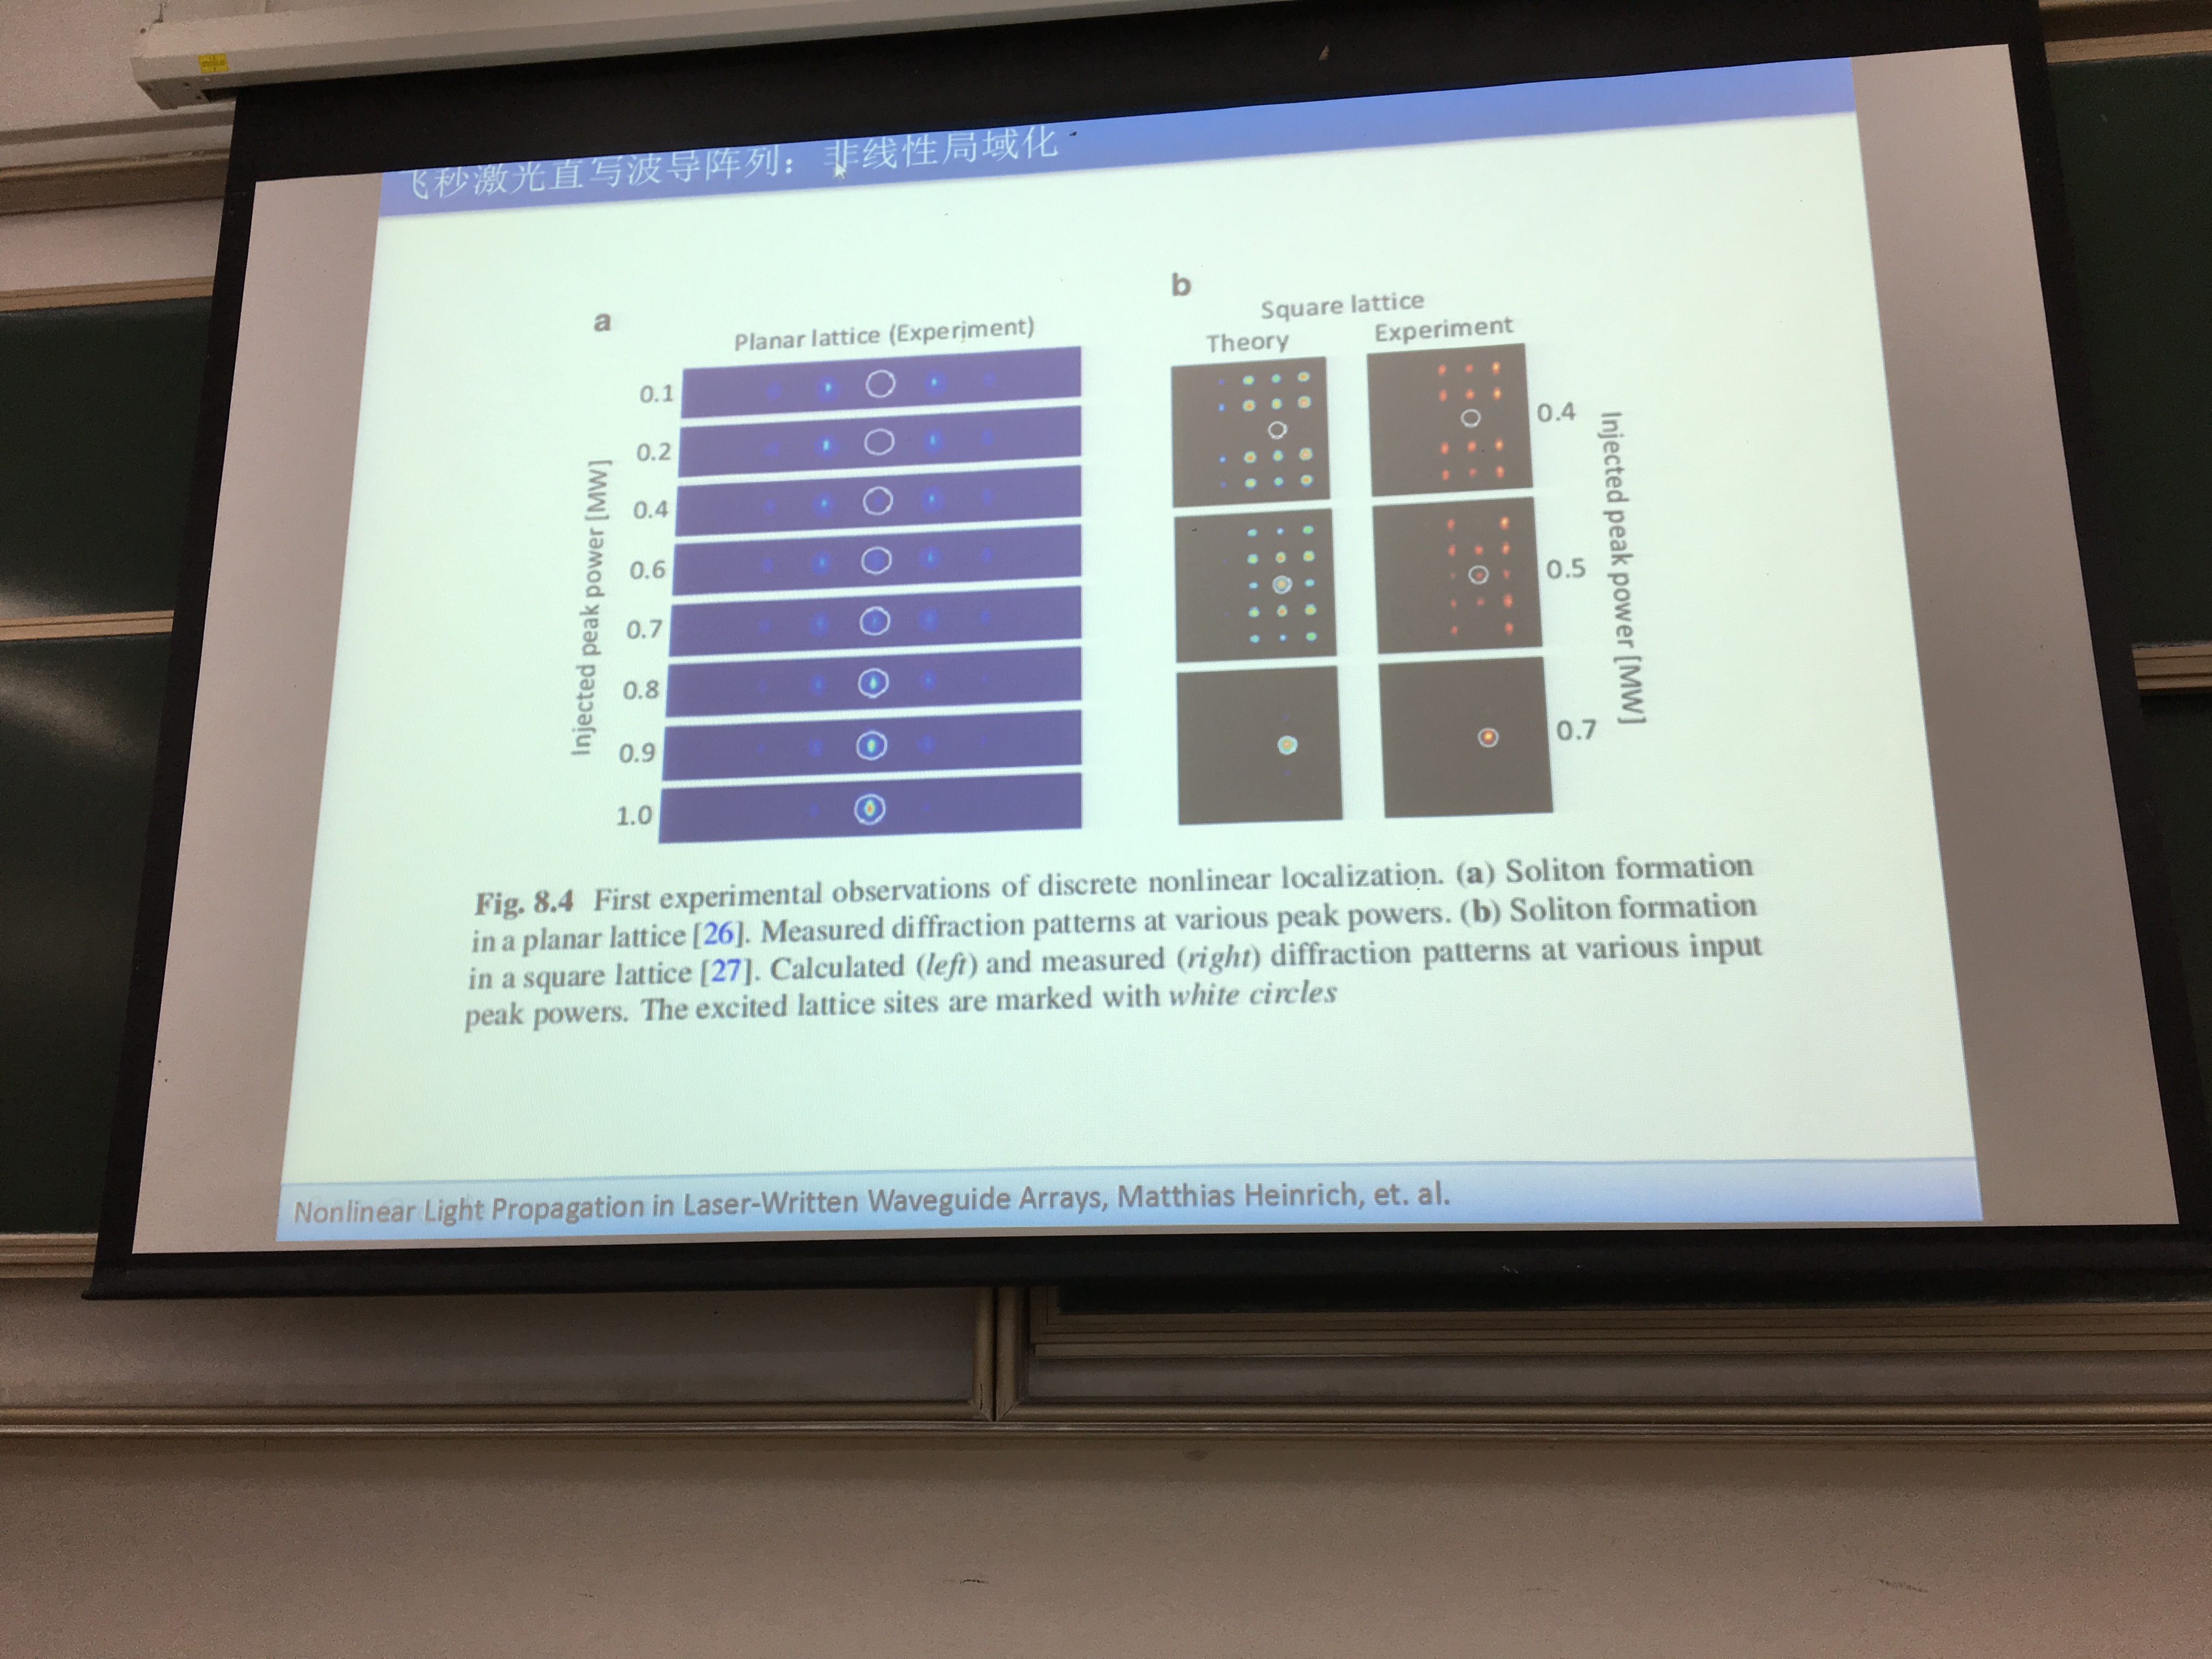 飞秒激光直写波导阵列：非线性局域化
a
Planar lattice (Experiment)
Injected peak power [MW]
0.1
0.2
0.4
0.6
0.7
0.8
0.9
1.0
b
Square lattice
Theory
Experiment
0.4
0.5
0.7
Injected peak power [MW]
Fig. 8.4 First experimental observations of discrete nonlinear localization. (a) Soliton formation
in a planar lattice [26]. Measured diffraction patterns at various peak powers. (b) Soliton formation
in a square lattice [27]. Calculated (left) and measured (right) diffraction patterns at various input
peak powers. The excited lattice sites are marked with white circles
Nonlinear Light Propagation in Laser-Written Waveguide Arrays, Matthias Heinrich, et. al.